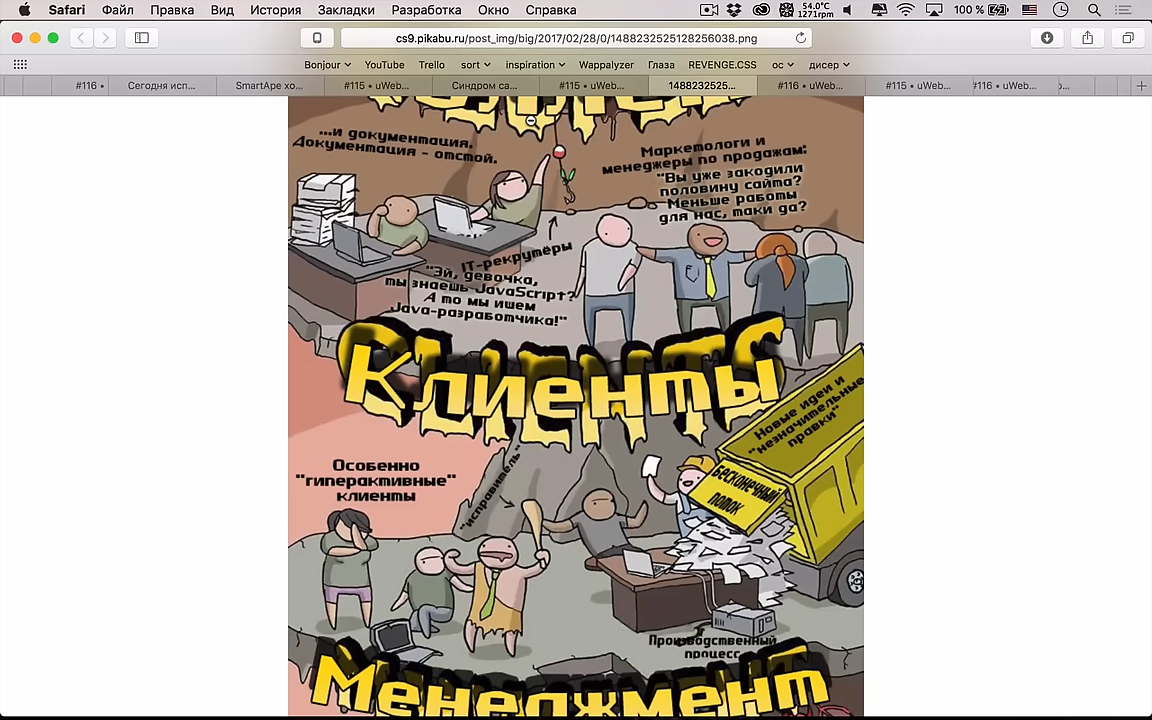 Safari Файл Правка Вид История Закладки Разработка Окно Справка
54.0°C
1271rpm
100 %
cs9.pikabu.ru/post_img/big/2017/02/28/0/1488232525128256038.png
Bonjour YouTube Trello sort inspiration Wappalyzer Глаза REVENGE.CSS ос дисер
#116 • Сегодня исп... SmartApe хо... #115 • uWeb... Синдром са... #115 • uWeb... 1488232525... #116 • uWeb... #115 • uWeb... #116 • uWeb...
...и документация.
Документация - отстой.
Маркетологи и
менеджеры по продажам:
"Вы уже закодили
половину сайта?
Меньше работы
для нас, таки да?
IT-рекрутёры
"Эй, девочка,
ты знаешь JavaScript?
А то мы ищем
Java-разработчика!"
Клиенты
Новые идеи и
"незначительные
правки"
Бесконечный
поток
Особенно
"гиперактивные"
клиенты
"исправитель"
Производственный
процесс
Менеджмент